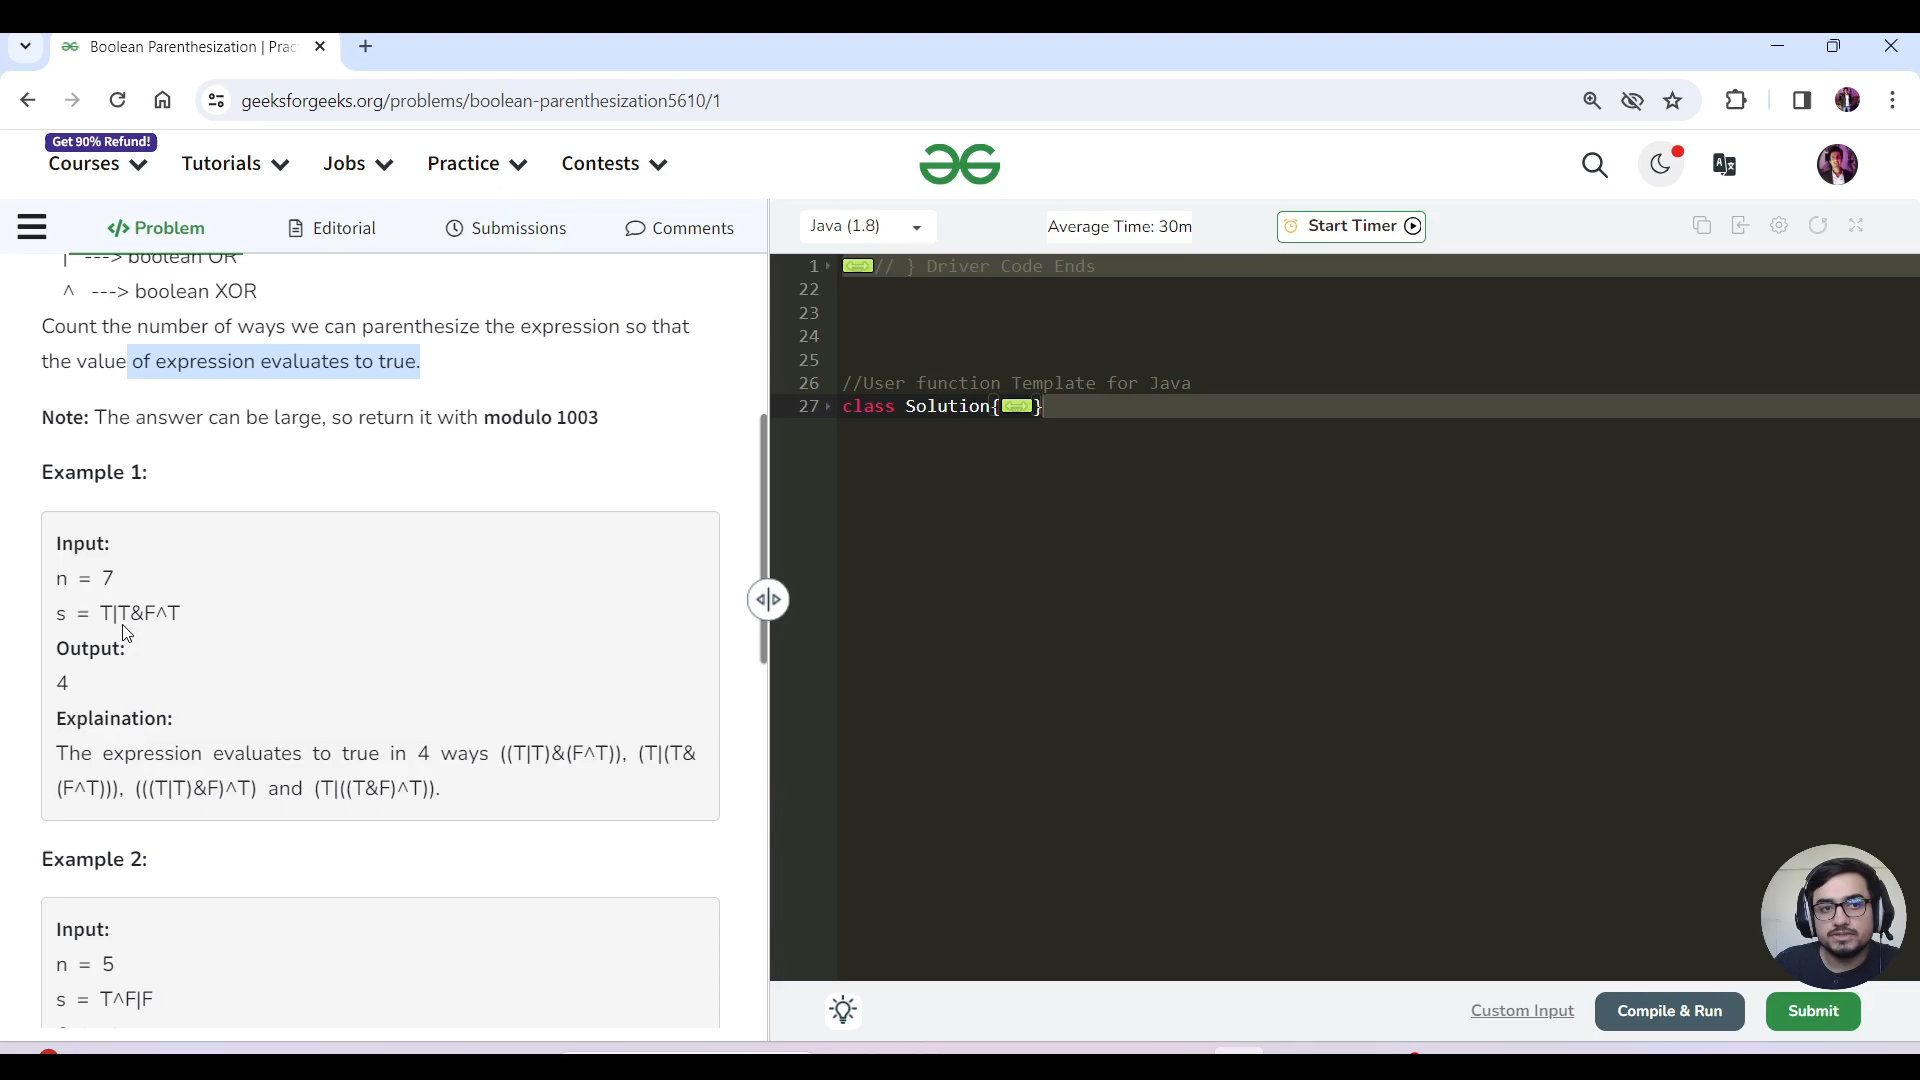 Boolean Parenthesization | Prac
geeksforgeeks.org/problems/boolean-parenthesization5610/1
Get 90% Refund!
Courses
Tutorials
Jobs
Practice
Contests
</> Problem
Editorial
Submissions
Comments
Java (1.8)
Average Time: 30m
Start Timer
| ---> boolean OR
^ ---> boolean XOR
Count the number of ways we can parenthesize the expression so that
the value of expression evaluates to true.
Note: The answer can be large, so return it with modulo 1003
Example 1:
Input:
n = 7
s = T|T&F^T
Output:
4
Explaination:
The expression evaluates to true in 4 ways ((T|T)&(F^T)), (T|(T&
(F^T))), (((T|T)&F)^T) and (T|((T&F)^T)).
Example 2:
Input:
n = 5
s = T^F|F
1 // } Driver Code Ends
22
23
24
25
26 //User function Template for Java
27 class Solution{}
Custom Input
Compile & Run
Submit